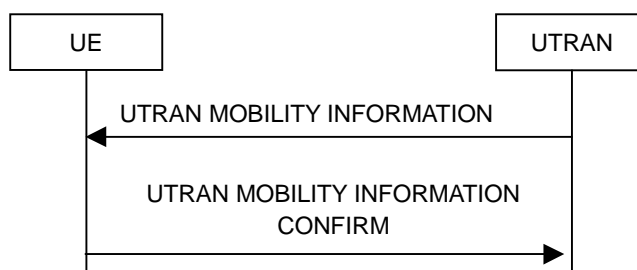 UE
UTRAN
UTRAN MOBILITY INFORMATION
UTRAN MOBILITY INFORMATION
CONFIRM